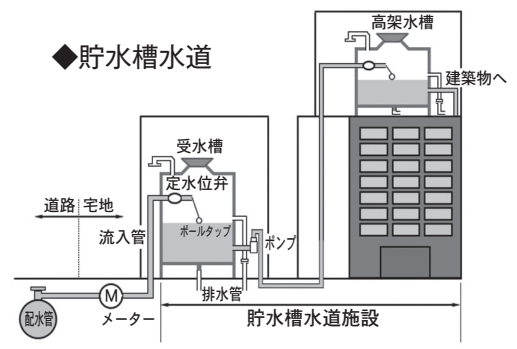 ◆貯水槽水道
高架水槽
建築物へ
受水槽
定水位弁
道路 宅地
流入管
ボールタップ
ポンプ
排水管
M
配水管
メーター
貯水槽水道施設